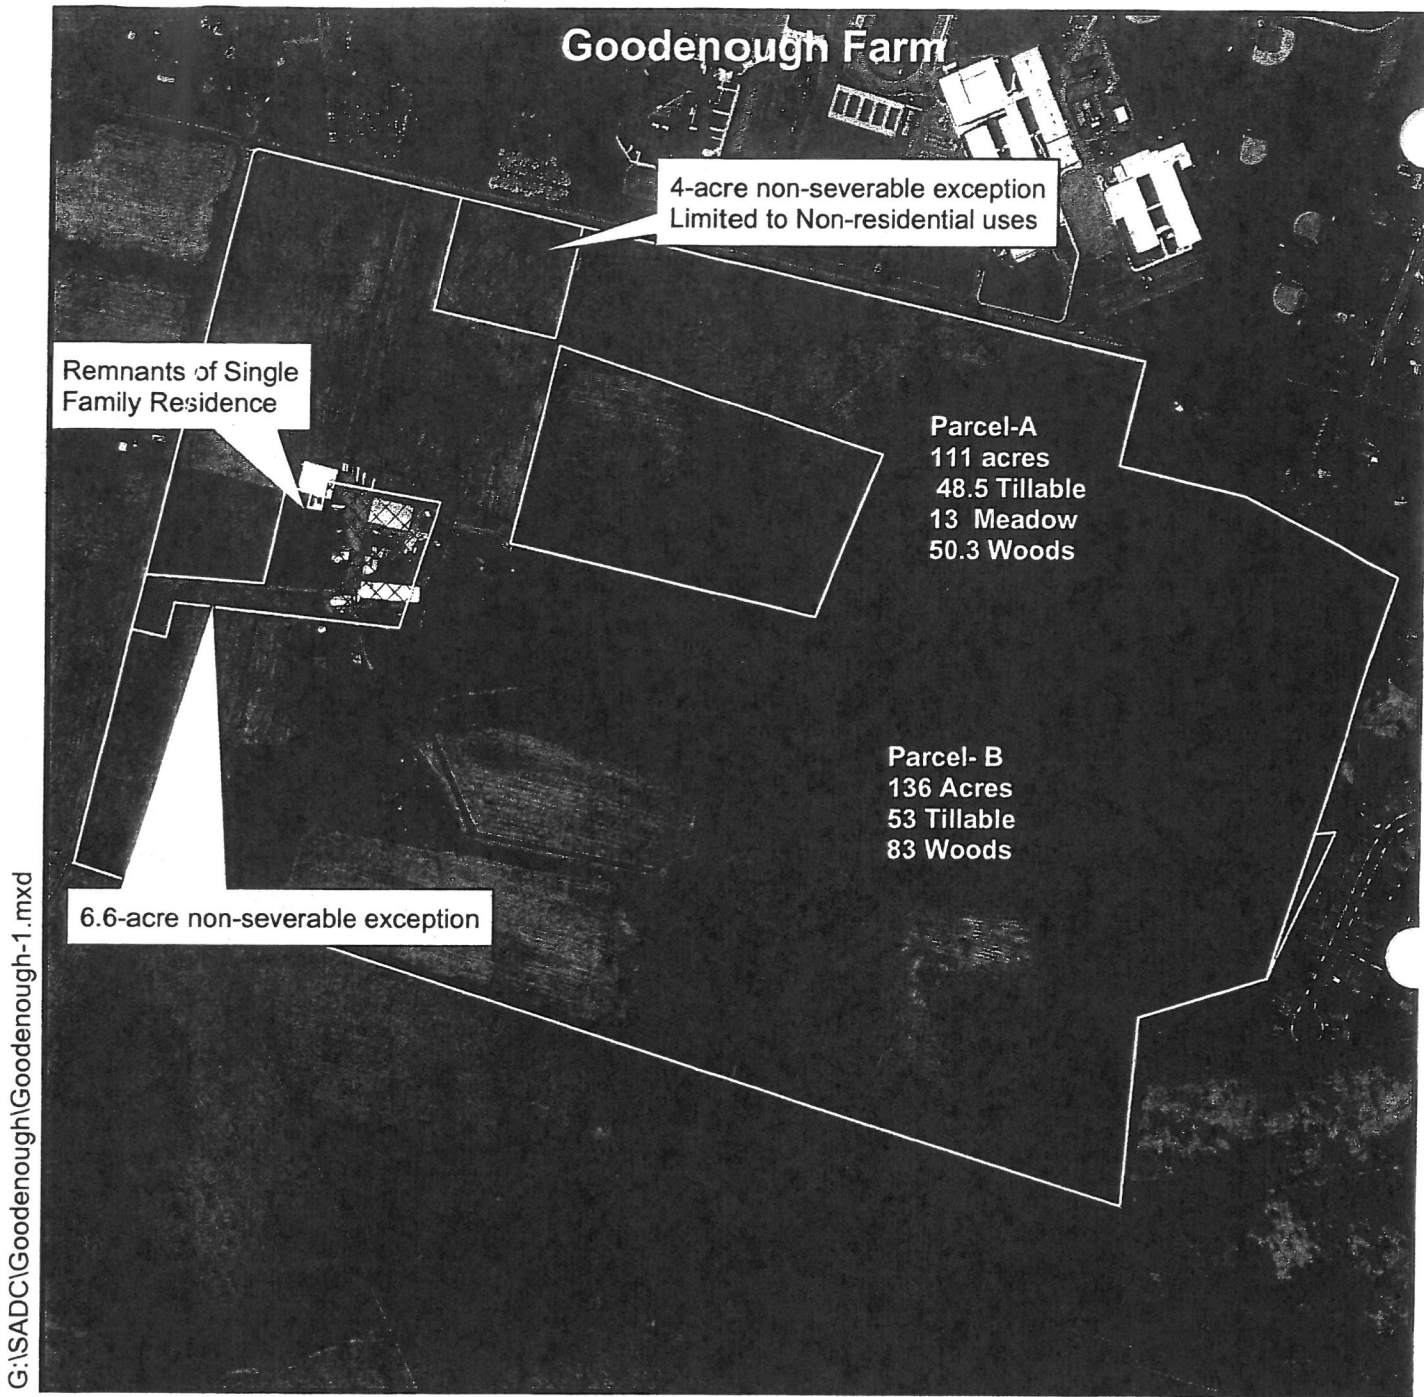 Goodenough Farm
4-acre non-severable exception
Limited to Non-residential uses
Remnants of Single
Family Residence
Parcel-A
111 acres
48.5 Tillable
13 Meadow
50.3 Woods
Parcel- B
136 Acres
53 Tillable
83 Woods
6.6-acre non-severable exception
G:\SADC\Goodenough\Goodenough-1.mxd